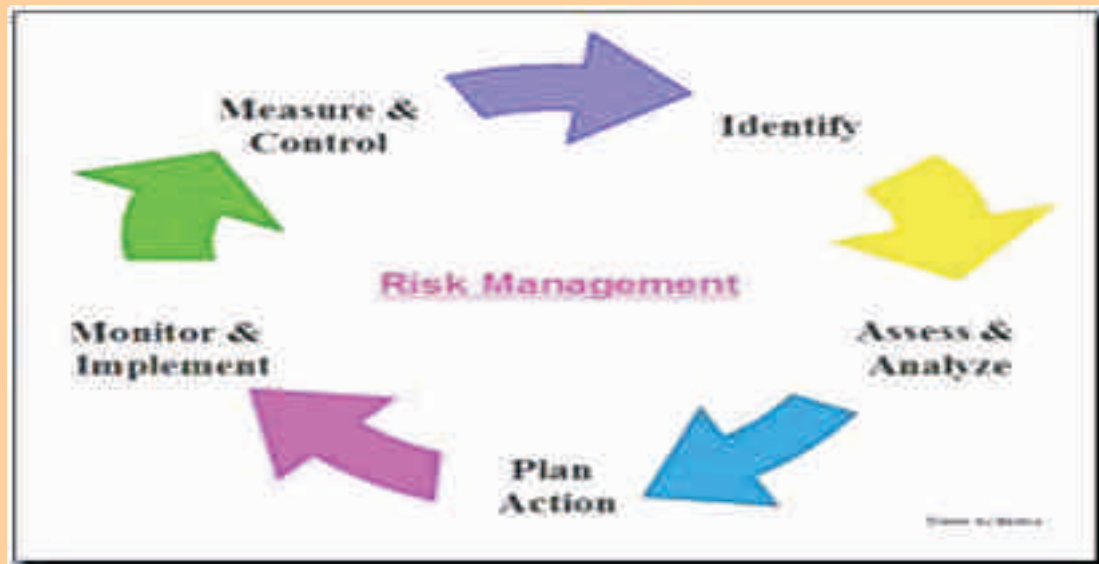 Measure &
Control
Identify
Risk Management
Monitor &
Implement
Assess &
Analyze
Plan
Action